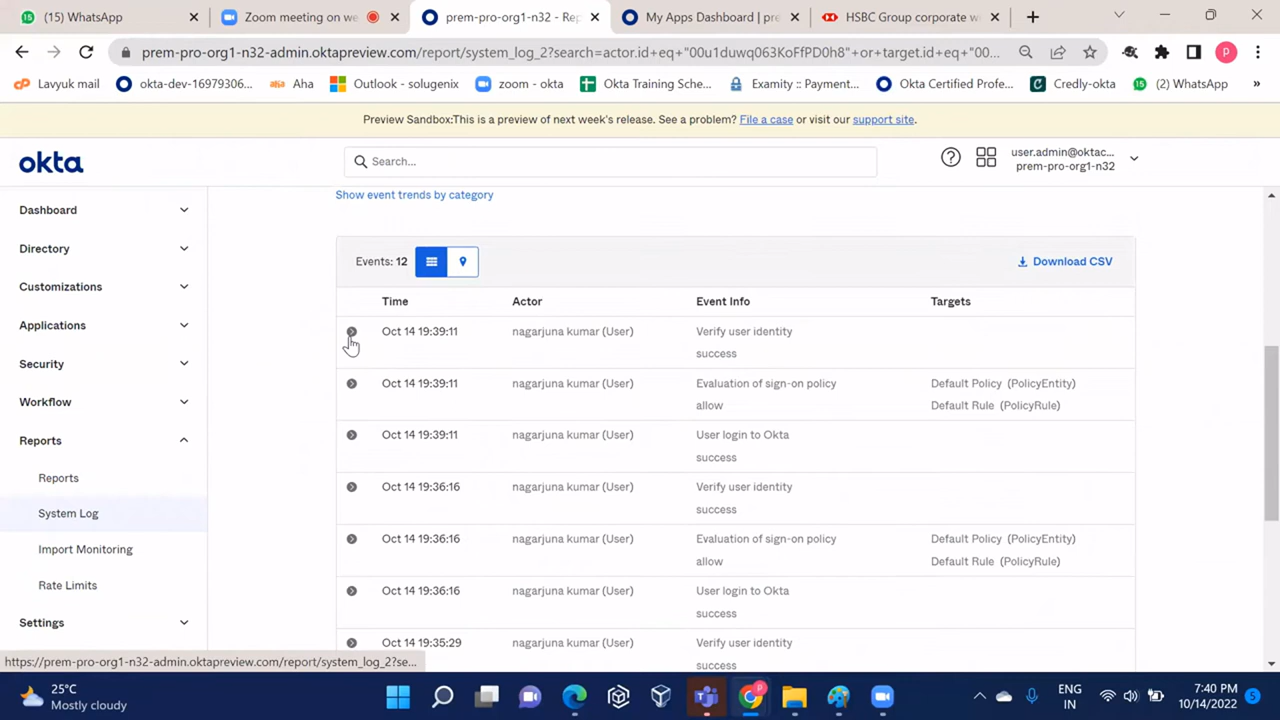 (15) WhatsApp
Zoom meeting on we
prem-pro-org1-n32 - Rep
My Apps Dashboard | pre
HSBC Group corporate w
prem-pro-org1-n32-admin.oktapreview.com/report/system_log_2?search=actor.id+eq+"00u1duwq063KoFfPD0h8"+or+target.id+eq+"00...
P
Lavyuk mail
okta-dev-16979306...
Aha
Outlook - solugenix
zoom - okta
Okta Training Sche...
Examity :: Payment...
Okta Certified Profe...
Credly-okta
(2) WhatsApp
»
Preview Sandbox:This is a preview of next week's release. See a problem? File a case or visit our support site.
okta
Search...
user.admin@oktac...
prem-pro-org1-n32
Dashboard
Directory
Customizations
Applications
Security
Workflow
Reports
Reports
System Log
Import Monitoring
Rate Limits
Settings
Show event trends by category
Events: 12
Download CSV
Time Actor Event Info Targets
Oct 14 19:39:11 nagarjuna kumar (User) Verify user identity
success
Oct 14 19:39:11 nagarjuna kumar (User) Evaluation of sign-on policy Default Policy (PolicyEntity)
allow Default Rule (PolicyRule)
Oct 14 19:39:11 nagarjuna kumar (User) User login to Okta
success
Oct 14 19:36:16 nagarjuna kumar (User) Verify user identity
success
Oct 14 19:36:16 nagarjuna kumar (User) Evaluation of sign-on policy Default Policy (PolicyEntity)
allow Default Rule (PolicyRule)
Oct 14 19:36:16 nagarjuna kumar (User) User login to Okta
success
Oct 14 19:35:29 nagarjuna kumar (User) Verify user identity
success
https://prem-pro-org1-n32-admin.oktapreview.com/report/system_log_2?se...
25°C
Mostly cloudy
ENG
IN
7:40 PM
10/14/2022
5